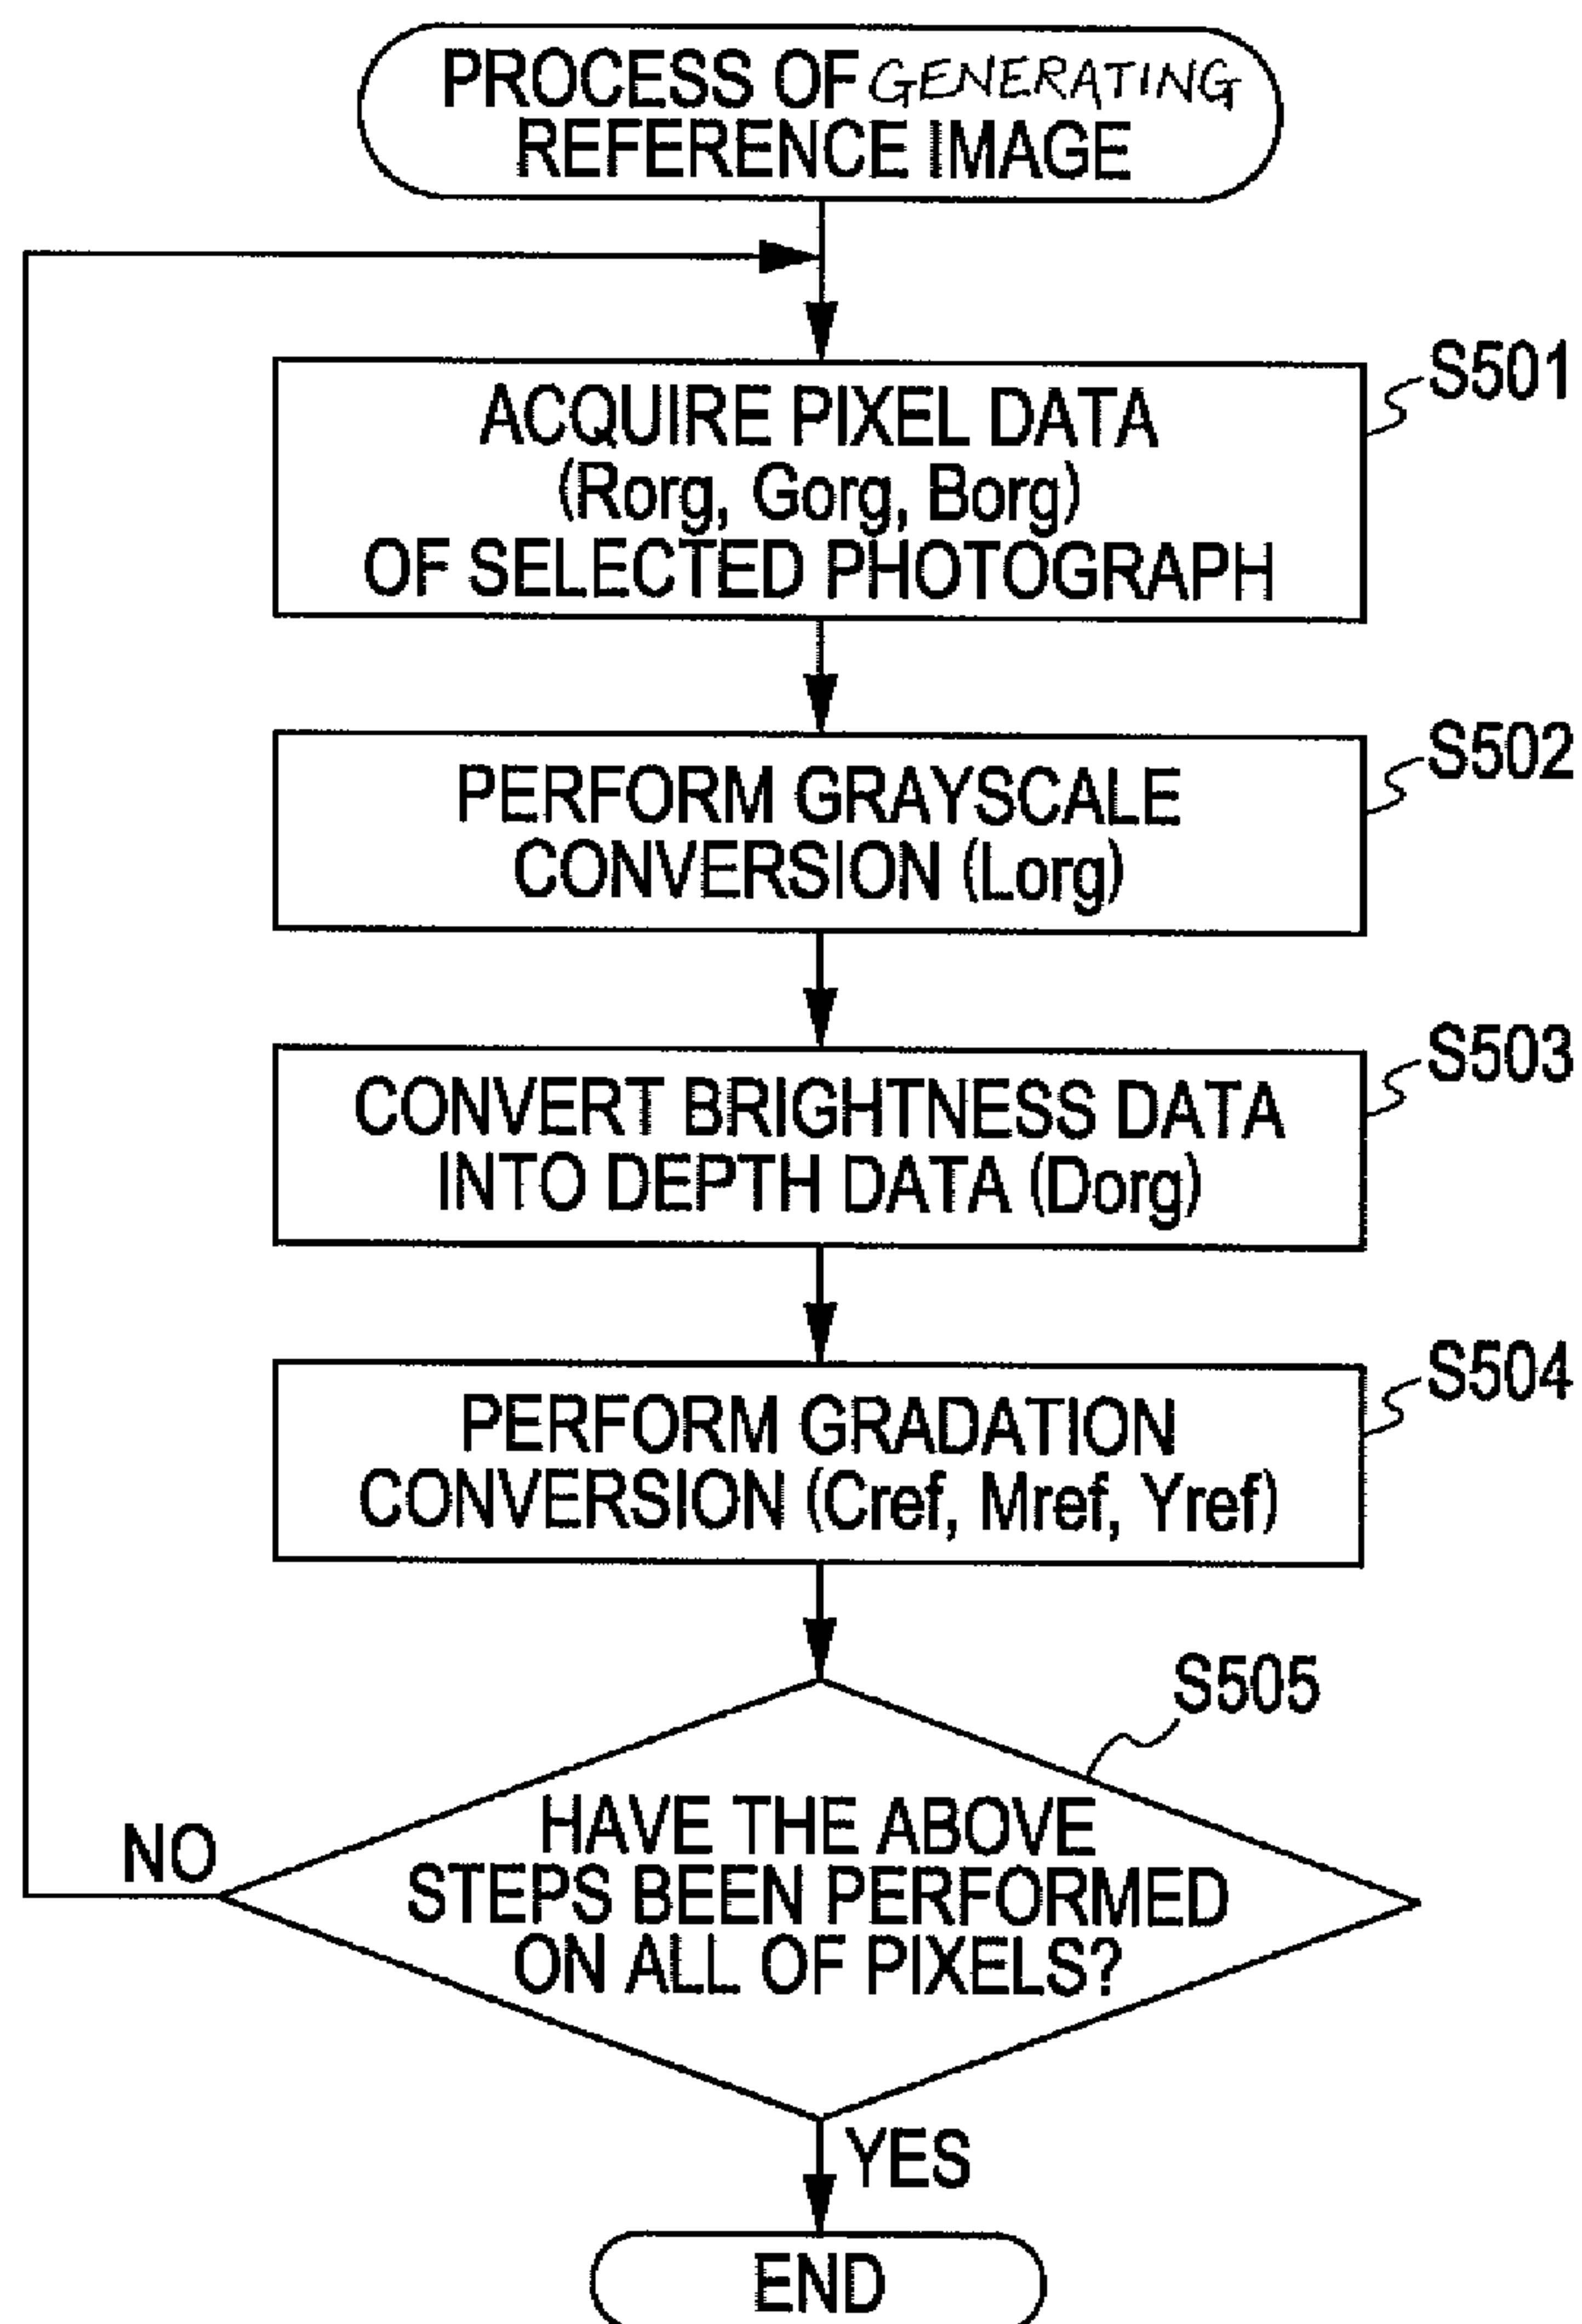 PROCESS OF GENERATING
REFERENCE IMAGE
S501
ACQUIRE PIXEL DATA
(Rorg, Gorg, Borg)
OF SELECTED PHOTOGRAPH
S502
PERFORM GRAYSCALE
CONVERSION (Lorg)
S503
CONVERT BRIGHTNESS DATA
INTO DEPTH DATA (Dorg)
S504
PERFORM GRADATION
CONVERSION (Cref, Mref, Yref)
S505
HAVE THE ABOVE
STEPS BEEN PERFORMED
ON ALL OF PIXELS?
NO
YES
END